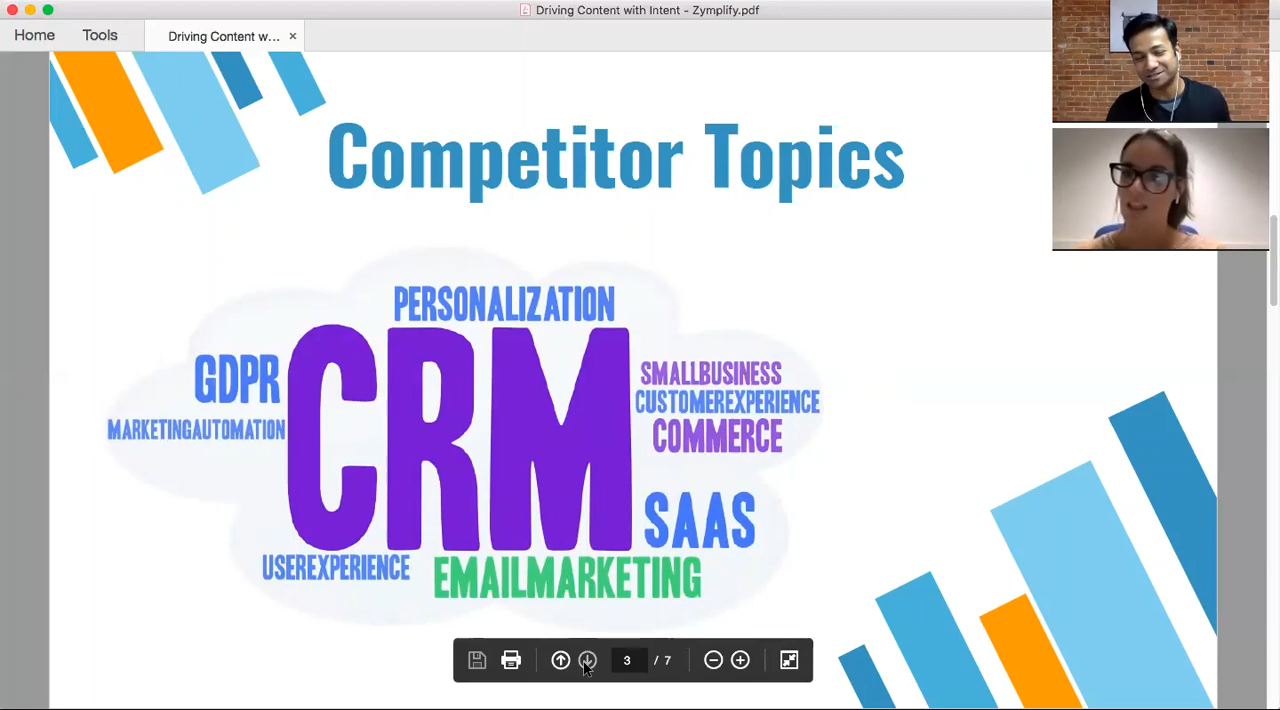 Driving Content with Intent - Zymplify.pdf
Home Tools Driving Content w... ×
Competitor Topics
PERSONALIZATION
CRM
GDPR
SMALLBUSINESS
CUSTOMEREXPERIENCE
MARKETINGAUTOMATION
COMMERCE
SAAS
USEREXPERIENCE
EMAILMARKETING
3 / 7